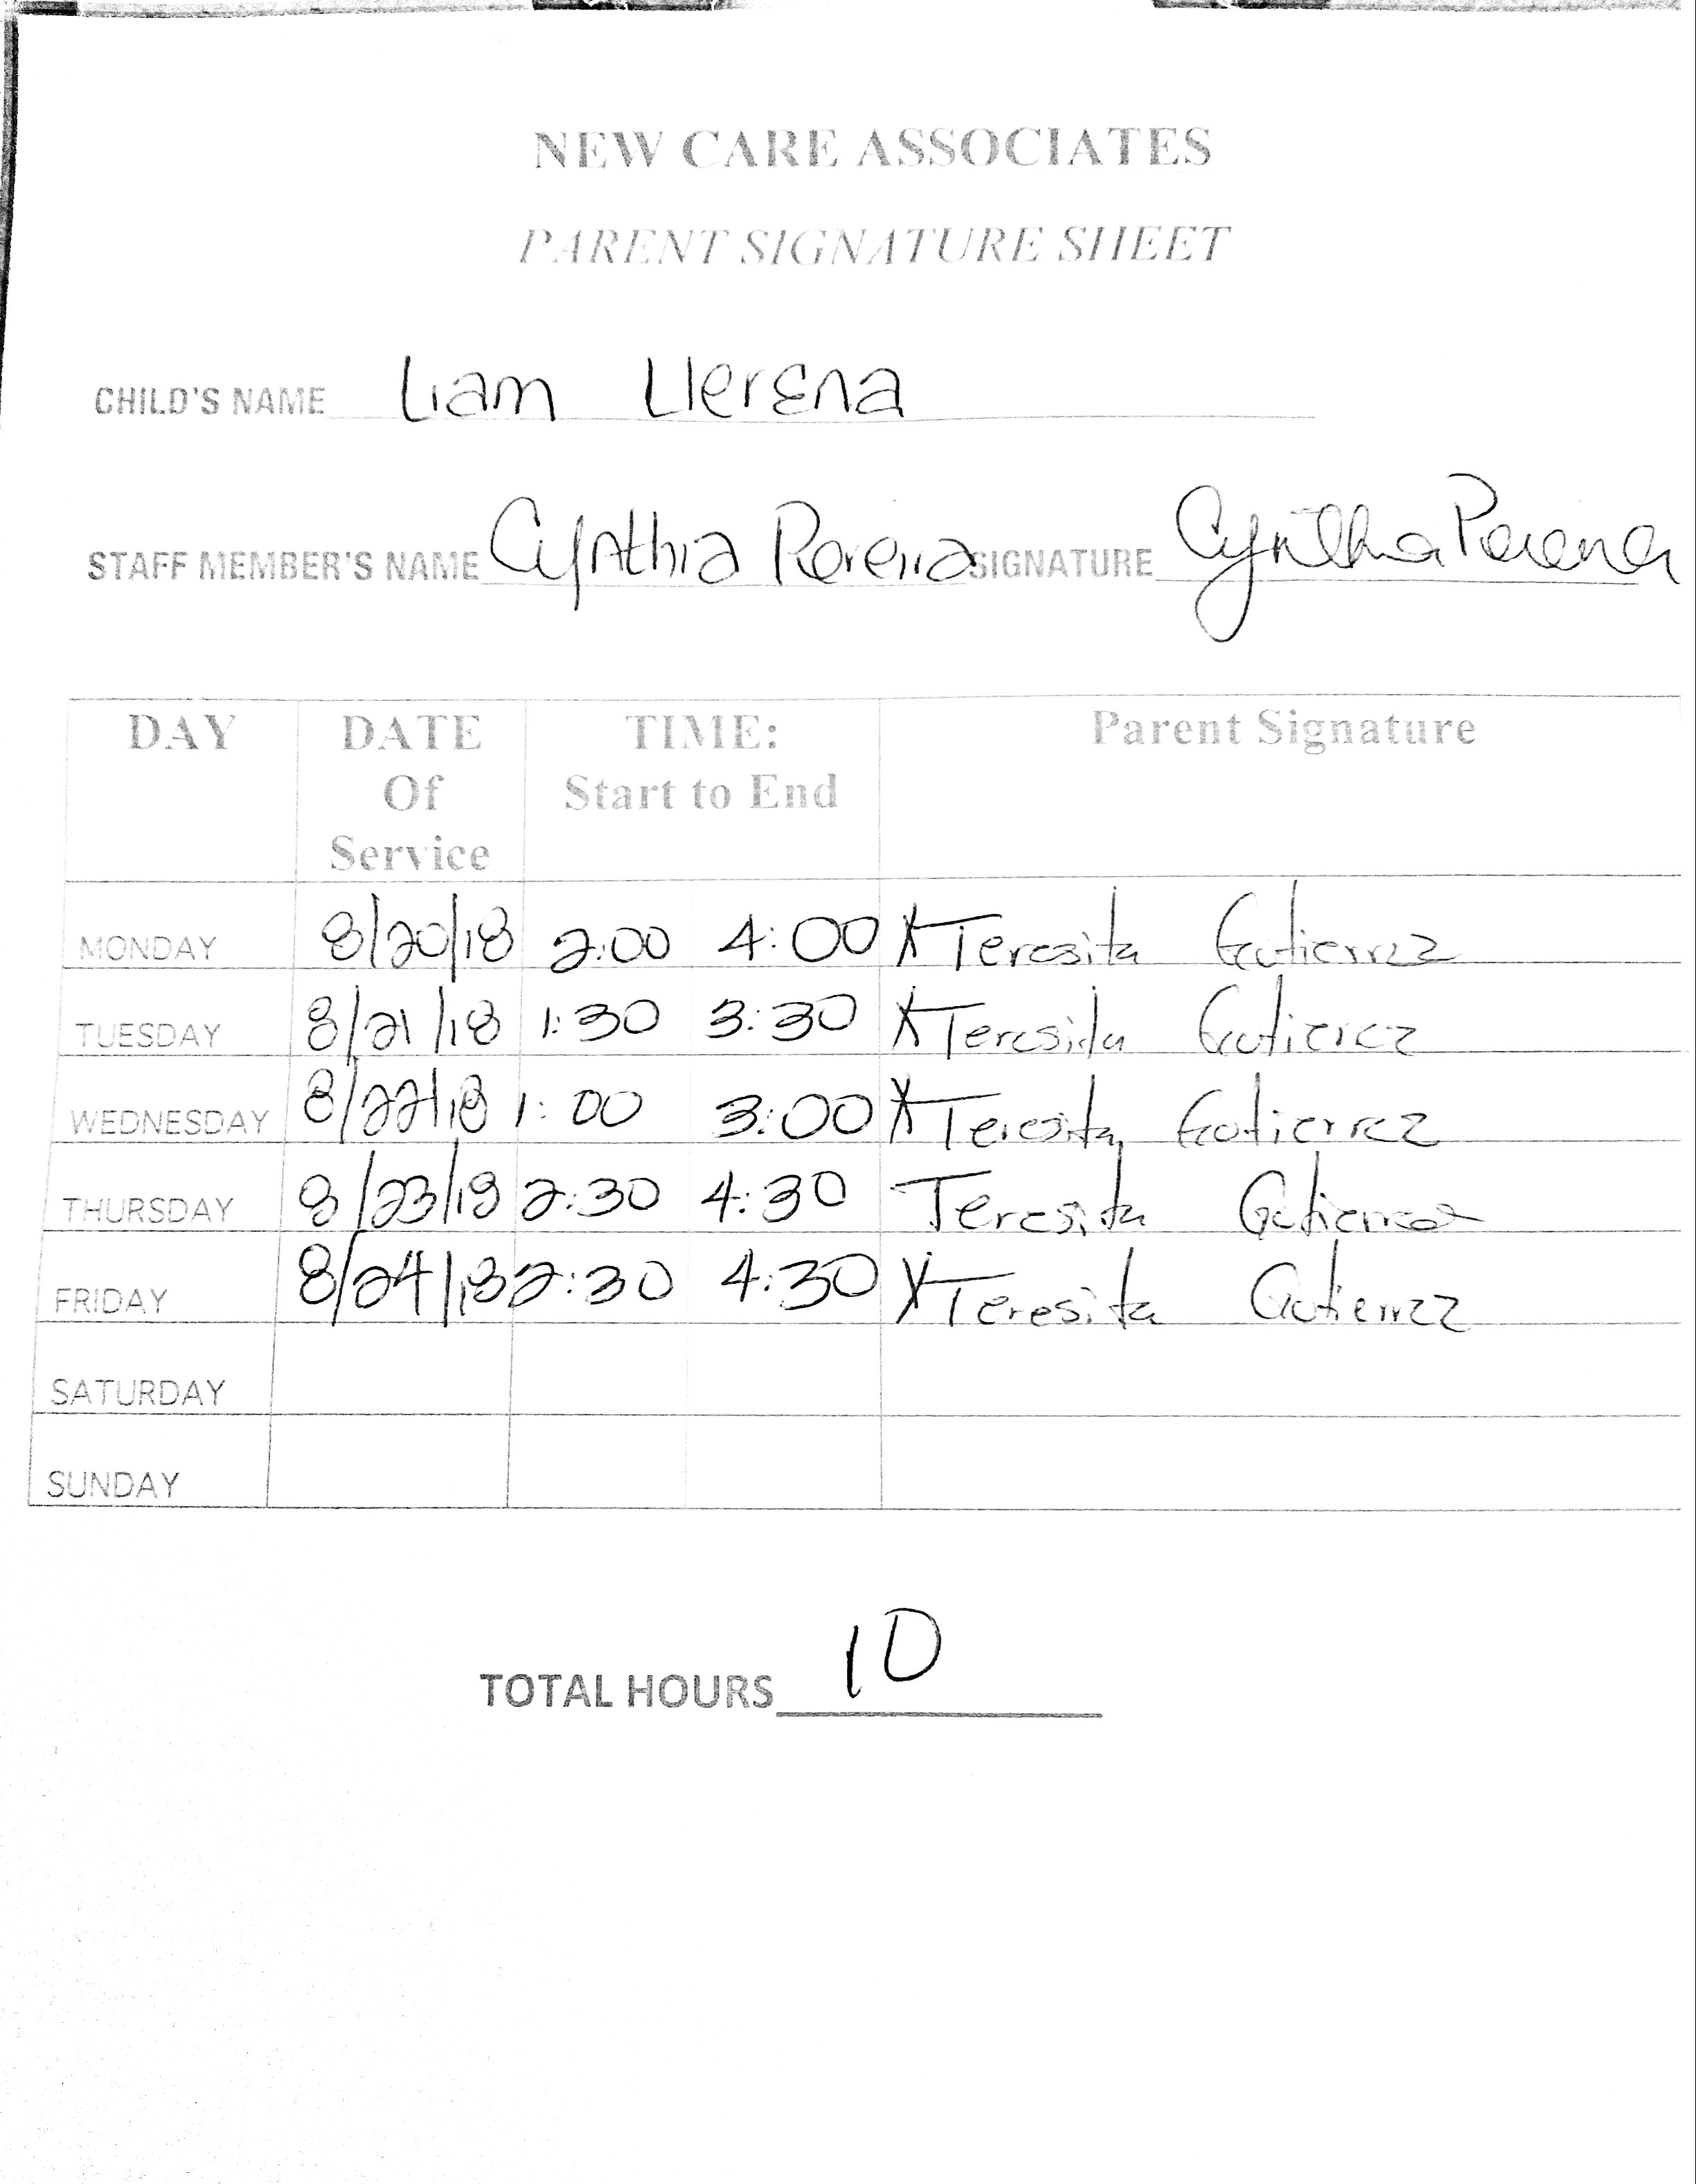 NEW CARE ASSOCIATES
PARENT SIGNATURE SHEET
CHILD'S NAME Liam Llerena
STAFF MEMBER'S NAME Cynthia Pereira SIGNATURE Cynthia Pereira
DAY DATE Of Service TIME: Start to End Parent Signature
MONDAY 8/20/18 2:00 4:00 X Teresita Gutierrez
TUESDAY 8/21/18 1:30 3:30 X Teresita Gutierrez
WEDNESDAY 8/22/18 1:00 3:00 X Teresita Gutierrez
THURSDAY 8/23/18 2:30 4:30 Teresita Gutierrez
FRIDAY 8/24/18 2:30 4:30 X Teresita Gutierrez
SATURDAY
SUNDAY
TOTAL HOURS 10